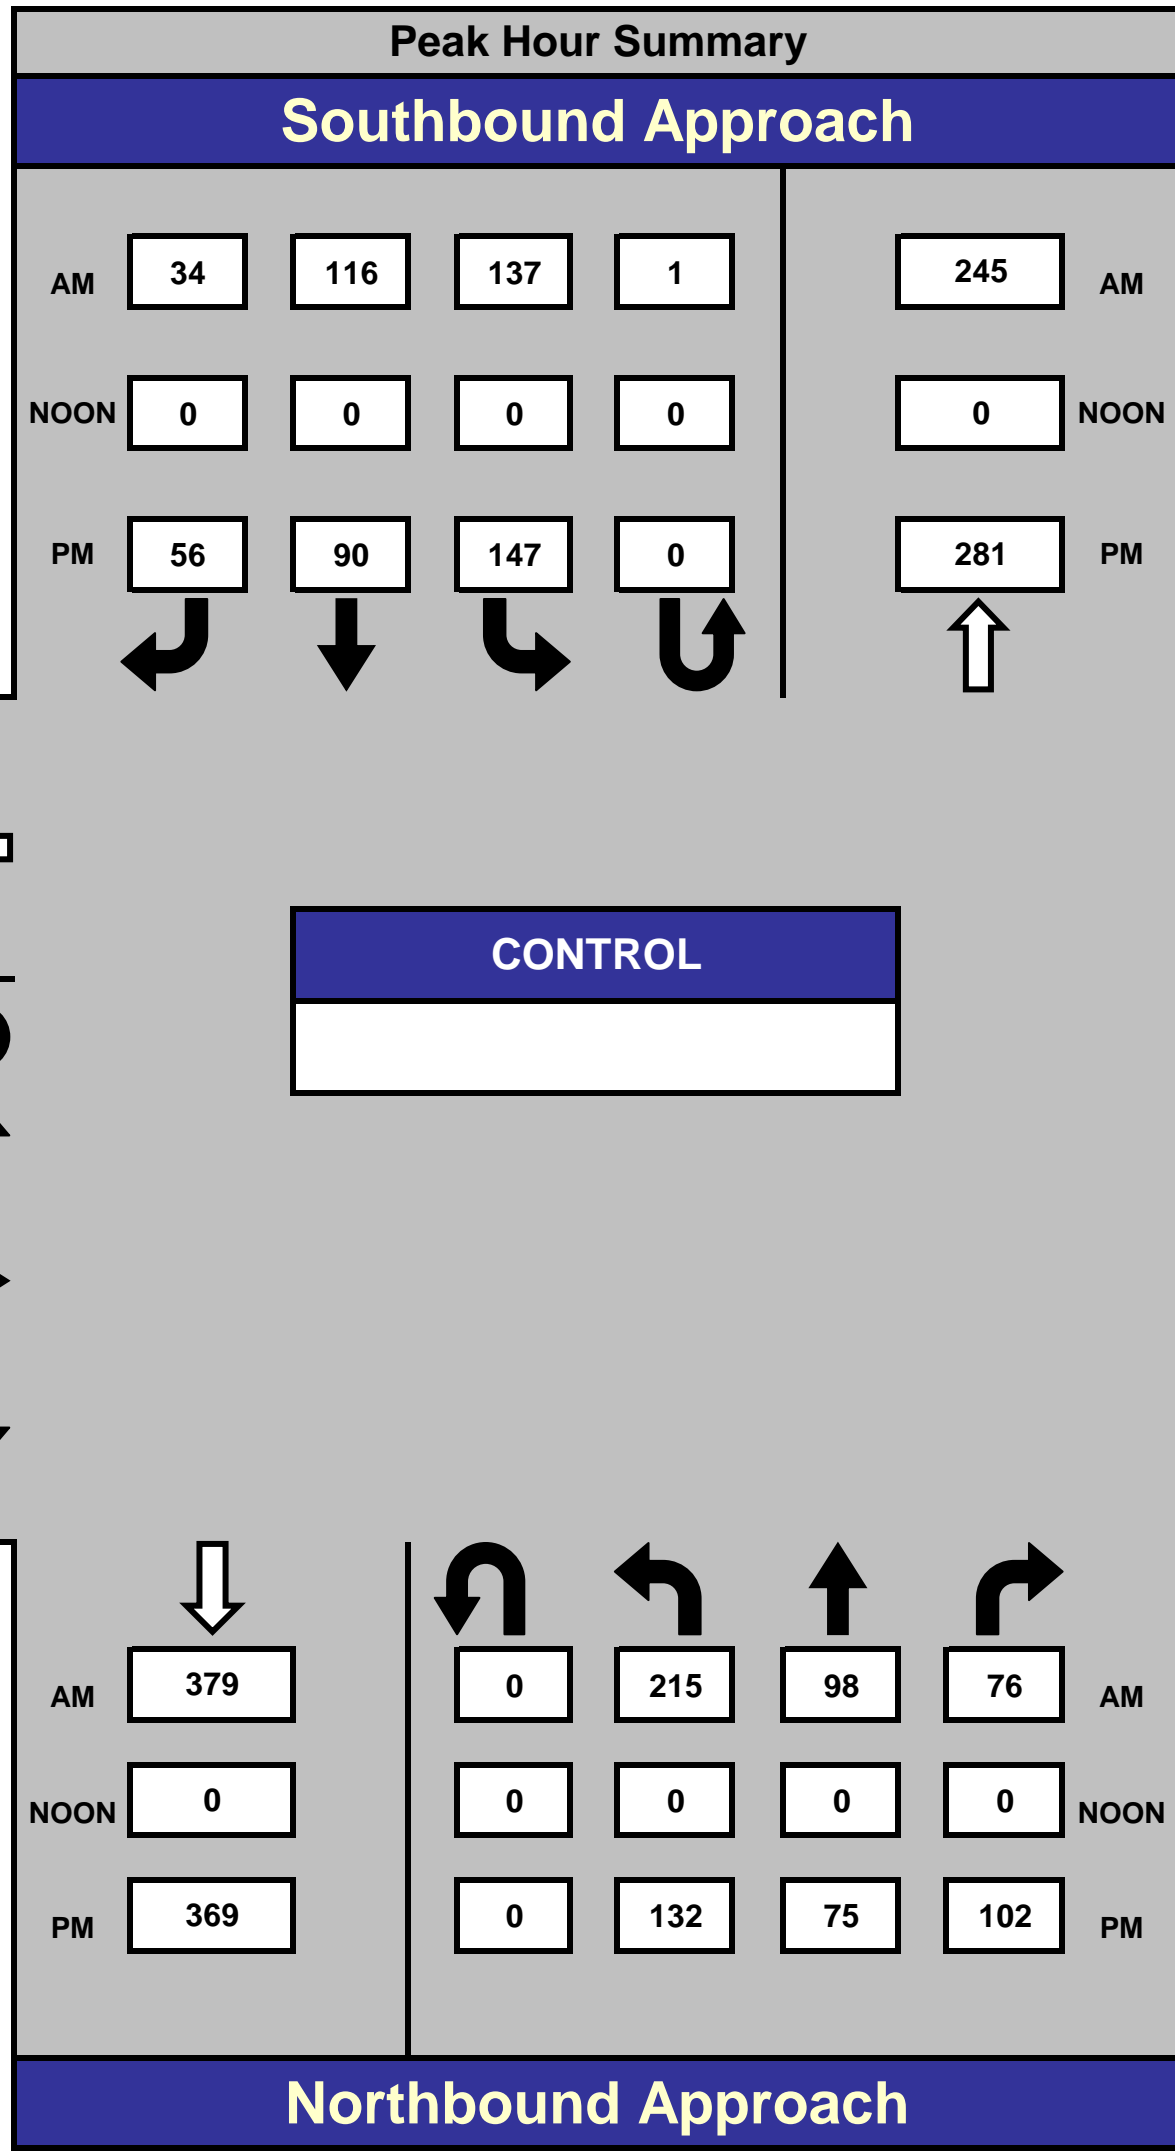 Peak Hour Summary
Southbound Approach
AM 34 116 137 1 245 AM
NOON 0 0 0 0 0 NOON
PM 56 90 147 0 281 PM
CONTROL
AM 379 0 215 98 76 AM
NOON 0 0 0 0 0 NOON
PM 369 0 132 75 102 PM
Northbound Approach